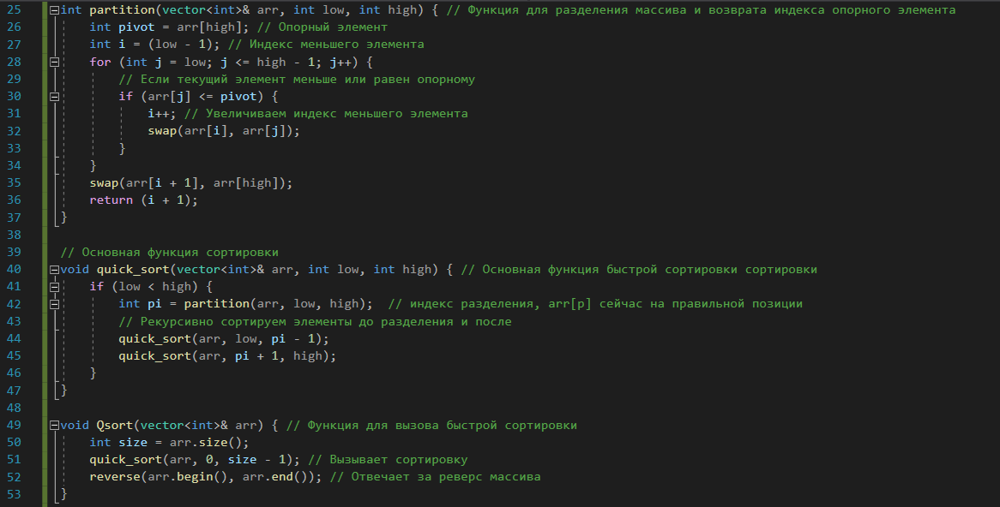 25 int partition(vector<int>& arr, int low, int high) { // Функция для разделения массива и возврата индекса опорного элемента
26 int pivot = arr[high]; // Опорный элемент
27 int i = (low - 1); // Индекс меньшего элемента
28 for (int j = low; j <= high - 1; j++) {
29 // Если текущий элемент меньше или равен опорному
30 if (arr[j] <= pivot) {
31 i++; // Увеличиваем индекс меньшего элемента
32 swap(arr[i], arr[j]);
33 }
34 }
35 swap(arr[i + 1], arr[high]);
36 return (i + 1);
37 }
38
39 // Основная функция сортировки
40 void quick_sort(vector<int>& arr, int low, int high) { // Основная функция быстрой сортировки сортировки
41 if (low < high) {
42 int pi = partition(arr, low, high); // индекс разделения, arr[p] сейчас на правильной позиции
43 // Рекурсивно сортируем элементы до разделения и после
44 quick_sort(arr, low, pi - 1);
45 quick_sort(arr, pi + 1, high);
46 }
47 }
48
49 void Qsort(vector<int>& arr) { // Функция для вызова быстрой сортировки
50 int size = arr.size();
51 quick_sort(arr, 0, size - 1); // Вызывает сортировку
52 reverse(arr.begin(), arr.end()); // Отвечает за реверс массива
53 }